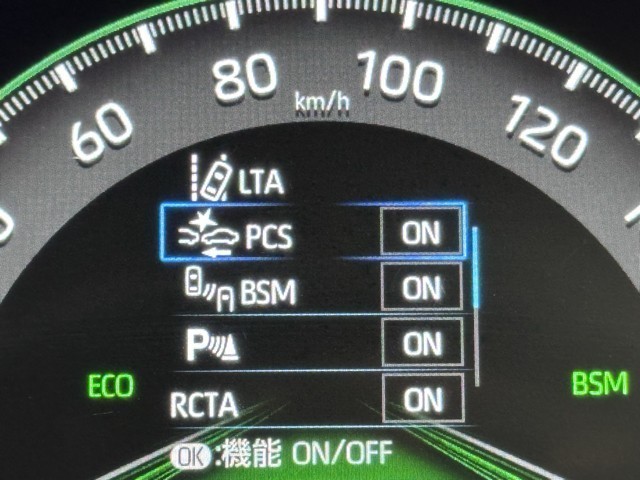 60
80
100
120
km/h
LTA
PCS ON
BSM ON
P ON
RCTA ON
ECO
BSM
OK:機能 ON/OFF